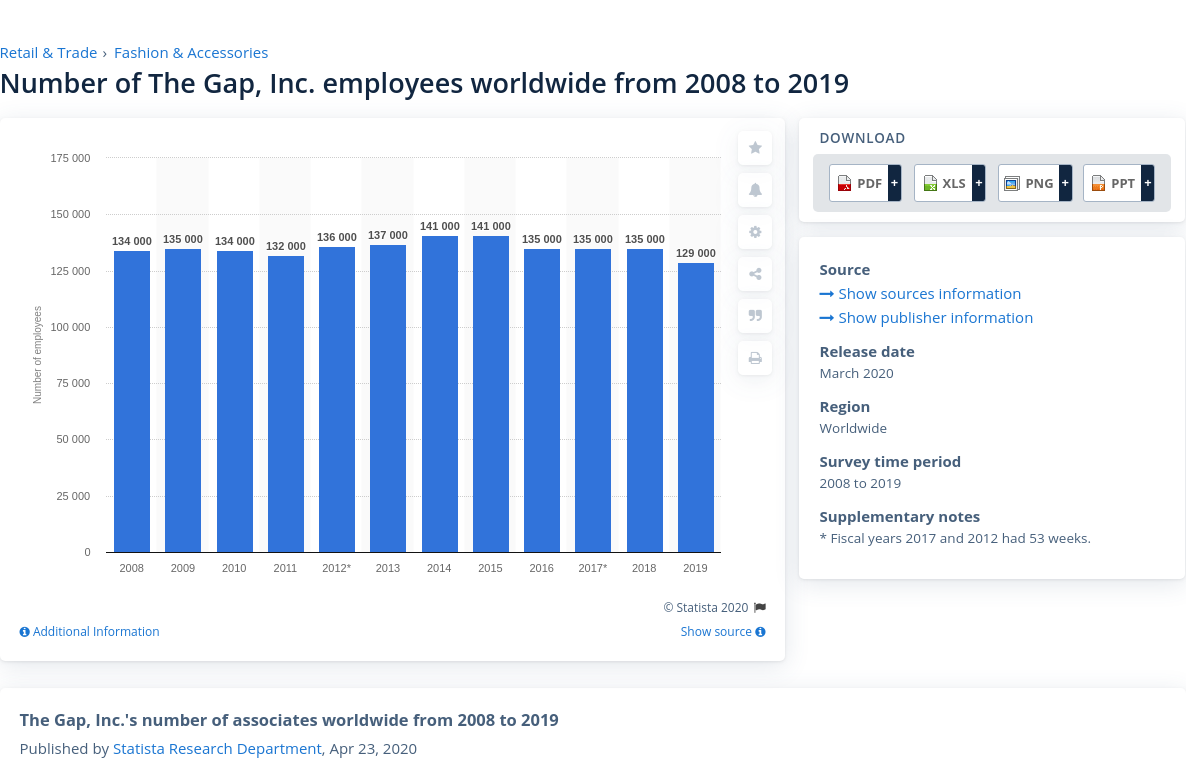 Retail & Trade › Fashion & Accessories
Number of The Gap, Inc. employees worldwide from 2008 to 2019
175 000
150 000
125 000
100 000
75 000
50 000
25 000
0
Number of employees
134 000 135 000 134 000 132 000 136 000 137 000 141 000 141 000 135 000 135 000 135 000 129 000
2008 2009 2010 2011 2012* 2013 2014 2015 2016 2017* 2018 2019
© Statista 2020
Additional Information
Show source
DOWNLOAD
PDF + XLS + PNG + PPT +
Source
Show sources information
Show publisher information
Release date
March 2020
Region
Worldwide
Survey time period
2008 to 2019
Supplementary notes
* Fiscal years 2017 and 2012 had 53 weeks.
The Gap, Inc.'s number of associates worldwide from 2008 to 2019
Published by Statista Research Department, Apr 23, 2020